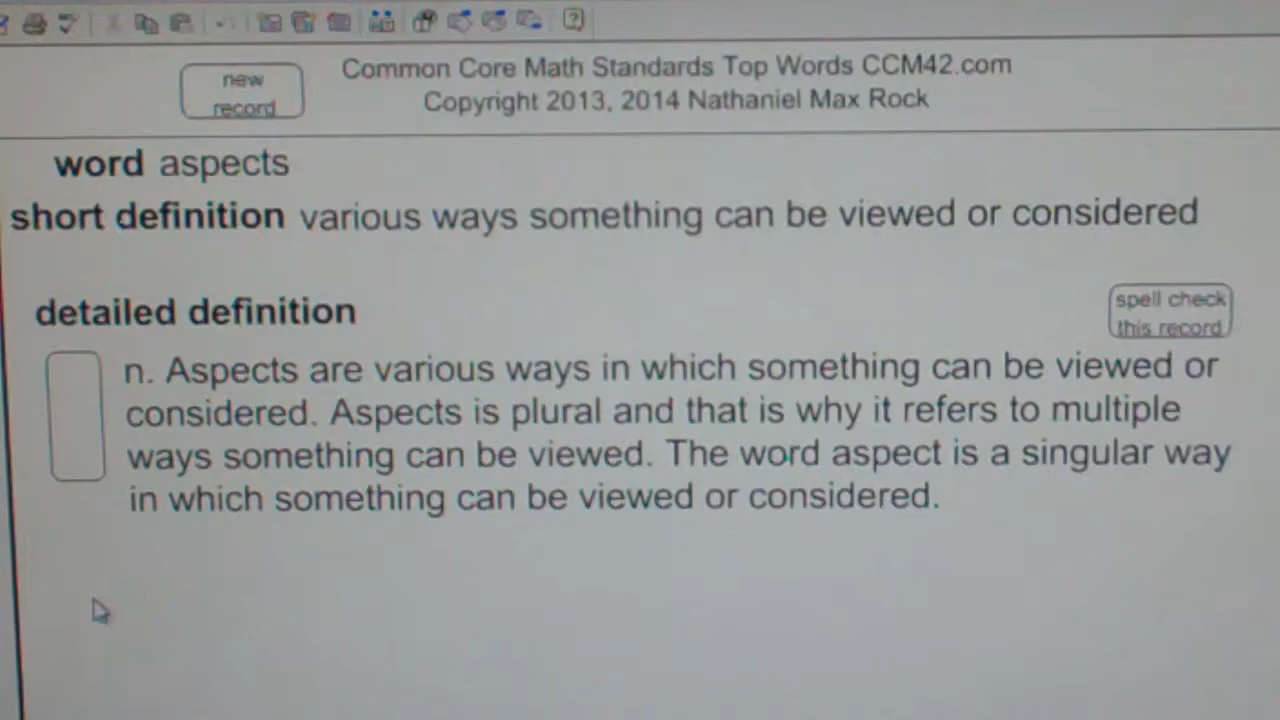 new
record
Common Core Math Standards Top Words CCM42.com
Copyright 2013, 2014 Nathaniel Max Rock
word aspects
short definition various ways something can be viewed or considered
detailed definition
spell check
this record
n. Aspects are various ways in which something can be viewed or
considered. Aspects is plural and that is why it refers to multiple
ways something can be viewed. The word aspect is a singular way
in which something can be viewed or considered.